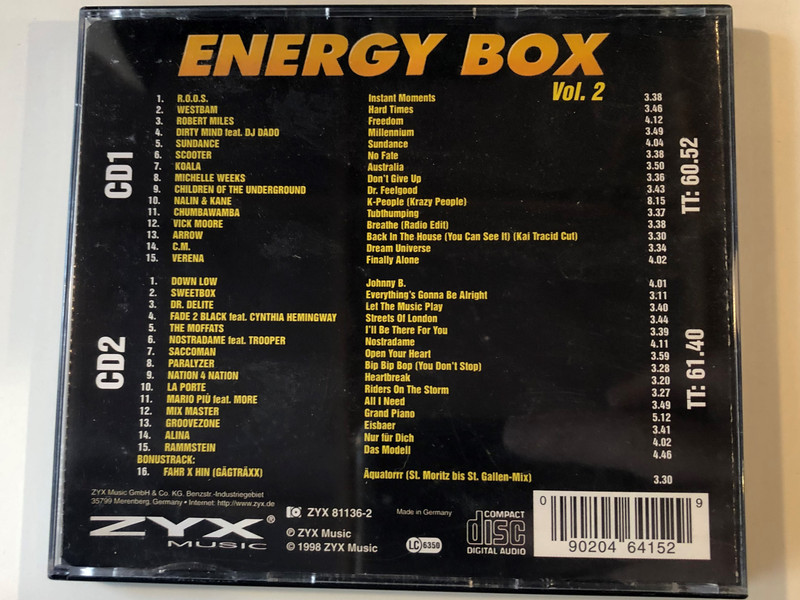 ENERGY BOX
Vol. 2
CD1
1. R.O.O.S. Instant Moments 3.38
2. WESTBAM Hard Times 3.46
3. ROBERT MILES Freedom 4.12
4. DIRTY MIND feat. DJ DADO Millennium 3.49
5. SUNDANCE Sundance 4.04
6. SCOOTER No Fate 3.38
7. KOALA Australia 3.50
8. MICHELLE WEEKS Don't Give Up 3.36
9. CHILDREN OF THE UNDERGROUND Dr. Feelgood 3.43
10. NALIN & KANE K-People (Krazy People) 8.15
11. CHUMBAWAMBA Tubthumping 3.37
12. VICK MOORE Breathe (Radio Edit) 3.38
13. ARROW Back In The House (You Can See It) (Kai Tracid Cut) 3.30
14. C.M. Dream Universe 3.34
15. VERENA Finally Alone 4.02
TT: 60.52
CD2
1. DOWN LOW Johnny B. 4.01
2. SWEETBOX Everything's Gonna Be Alright 3.11
3. DR. DELITE Let The Music Play 3.40
4. FADE 2 BLACK feat. CYNTHIA HEMINGWAY Streets Of London 3.44
5. THE MOFFATS I'll Be There For You 3.39
6. NOSTRADAME feat. TROOPER Nostradame 4.11
7. SACCOMAN Open Your Heart 3.59
8. PARALYZER Bip Bip Bop (You Don't Stop) 3.28
9. NATION 4 NATION Heartbreak 3.20
10. LA PORTE Riders On The Storm 3.27
11. MARIO PIÙ feat. MORE All I Need 3.49
12. MIX MASTER Grand Piano 5.12
13. GROOVEZONE Eisbaer 3.41
14. ALINA Nur für Dich 4.02
15. RAMMSTEIN Das Modell 4.46
BONUSTRACK:
16. FAHR X HIN (GÄGTRÄXX) Äquatorrr (St. Moritz bis St. Gallen-Mix) 3.30
TT: 61.40
ZYX Music GmbH & Co. KG. Benzstr.-Industriegebiet
35799 Merenberg, Germany • Internet: http://www.zyx.de
ZYX®
MUSIC
ZYX 81136-2
℗ ZYX Music
© 1998 ZYX Music
Made in Germany
LC 6350
COMPACT
disc
DIGITAL AUDIO
0 90204 64152 9